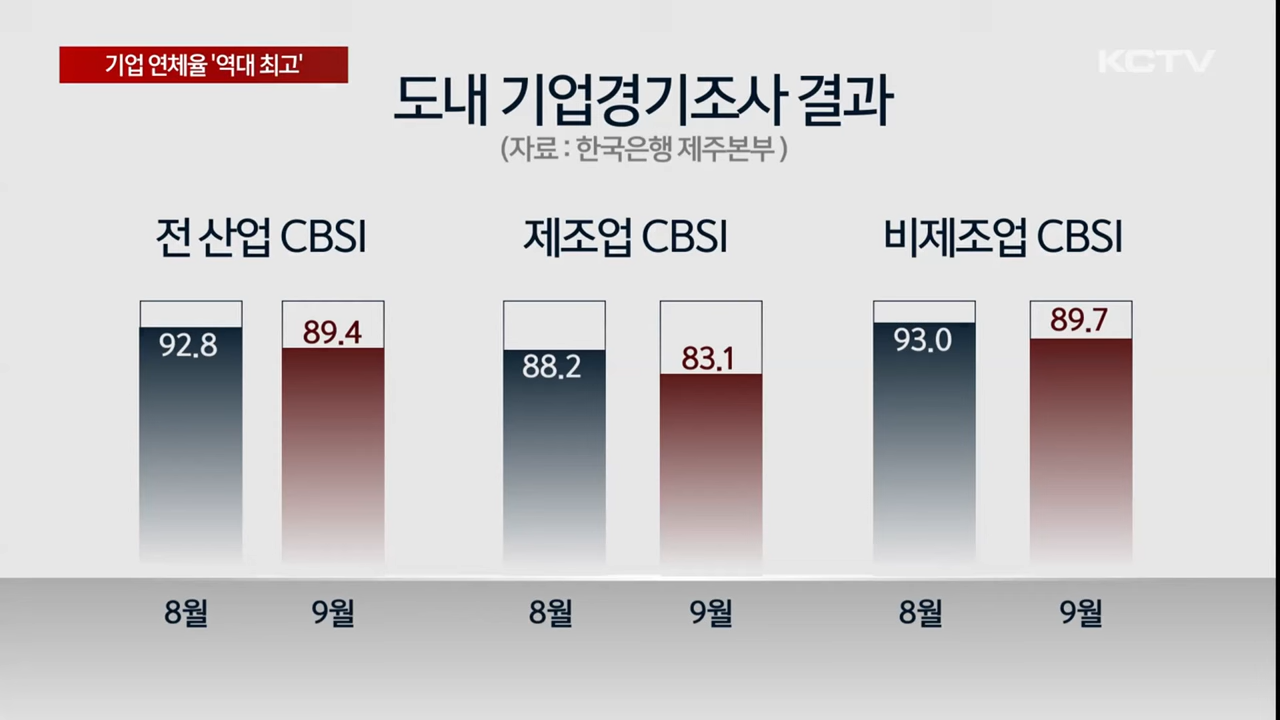 기업 연체율 '역대 최고'
KCTV
도내 기업경기조사 결과
(자료 : 한국은행 제주본부 )
전 산업 CBSI
제조업 CBSI
비제조업 CBSI
92.8
89.4
88.2
83.1
93.0
89.7
8월
9월
8월
9월
8월
9월